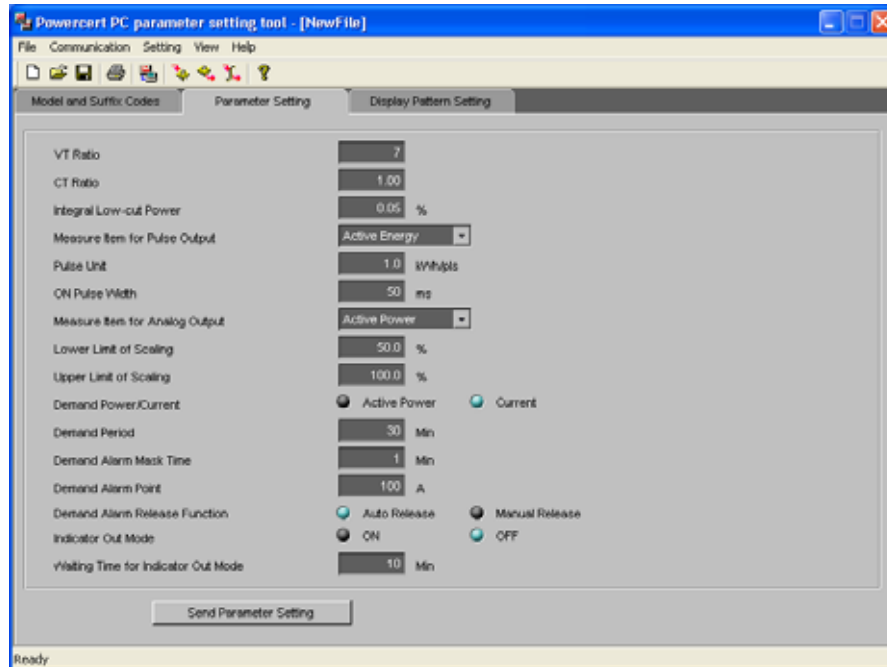 Powercert PC parameter setting tool - [NewFile]
File Communication Setting View Help
Model and Suffix Codes Parameter Setting Display Pattern Setting
VT Ratio 7
CT Ratio 1.00
Integral Low-cut Power 0.05 %
Measure Item for Pulse Output Active Energy
Pulse Unit 1.0 kWh/pls
ON Pulse Width 50 ms
Measure Item for Analog Output Active Power
Lower Limit of Scaling 50.0 %
Upper Limit of Scaling 100.0 %
Demand Power/Current Active Power Current
Demand Period 30 Min
Demand Alarm Mask Time 1 Min
Demand Alarm Point 100 A
Demand Alarm Release Function Auto Release Manual Release
Indicator Out Mode ON OFF
Waiting Time for Indicator Out Mode 10 Min
Send Parameter Setting
Ready